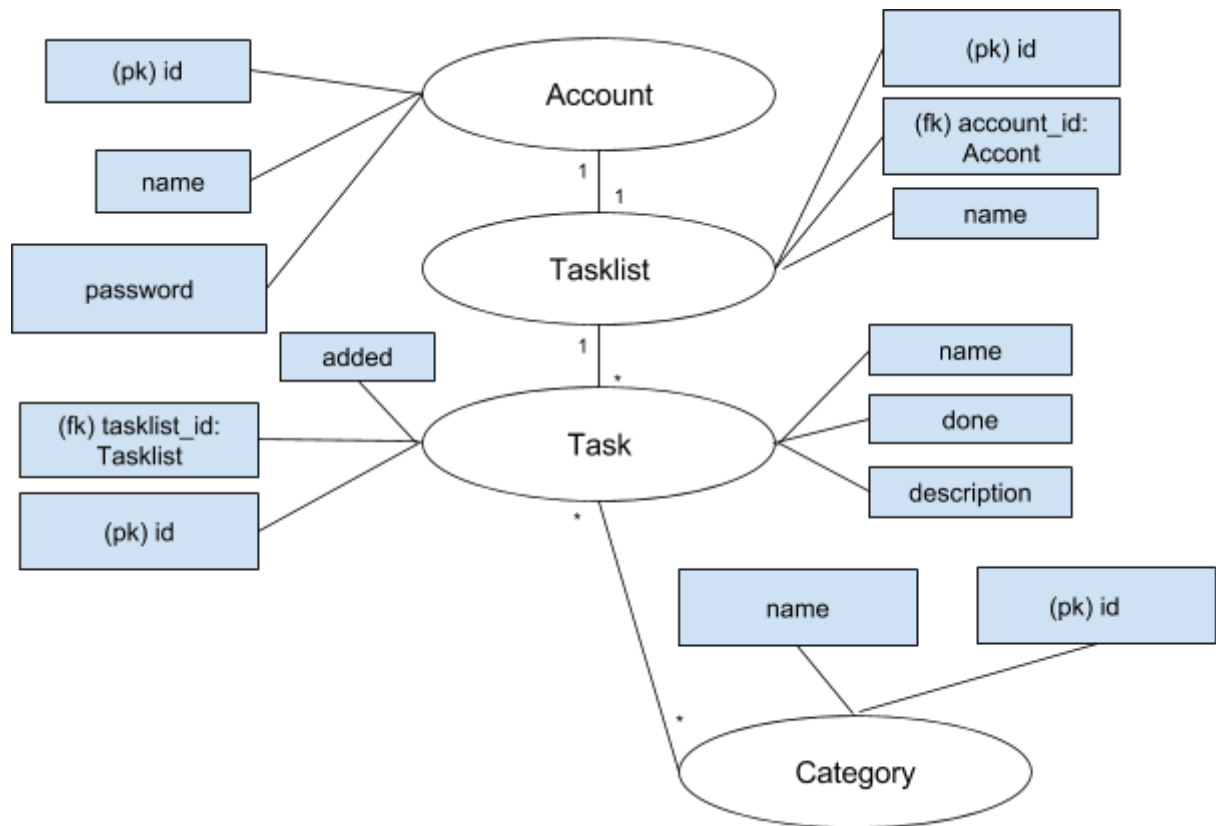 (pk) id
Account
(pk) id
(fk) account_id:
Accont
name
1
1
name
Tasklist
password
1
added
name
*
(fk) tasklist_id:
Tasklist
Task
done
description
(pk) id
*
name
(pk) id
*
Category